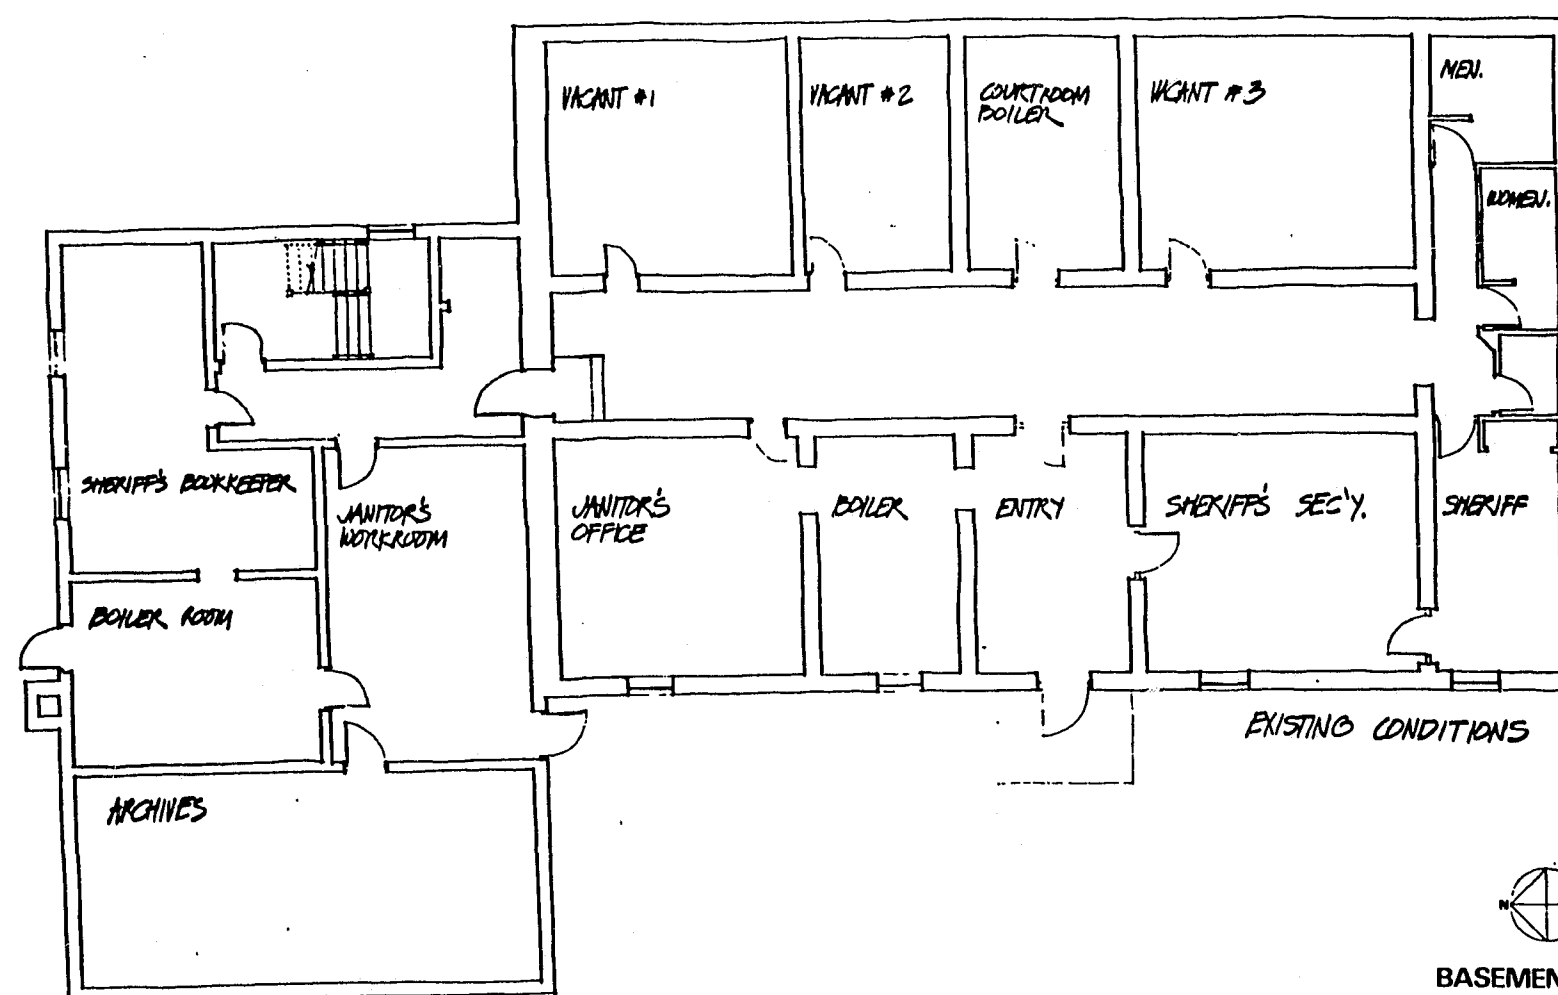 VACANT #1
VACANT #2
COURTROOM
BOILER
VACANT #3
MEN.
WOMEN.
SHERIFF'S BOOKKEEPER
JANITOR'S
WORKROOM
JANITOR'S
OFFICE
BOILER
ENTRY
SHERIFF'S SEC'Y.
SHERIFF
BOILER ROOM
EXISTING CONDITIONS
ARCHIVES
N
BASEMEN